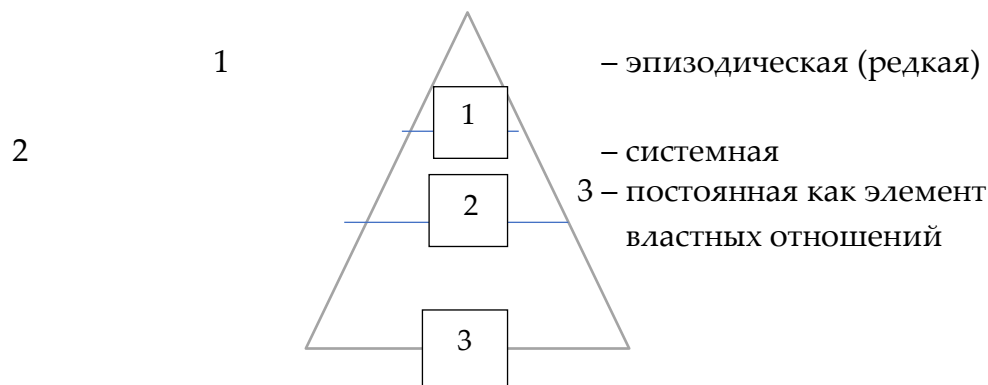 1 – эпизодическая (редкая)
1
2 – системная
3 – постоянная как элемент
2
властных отношений
3